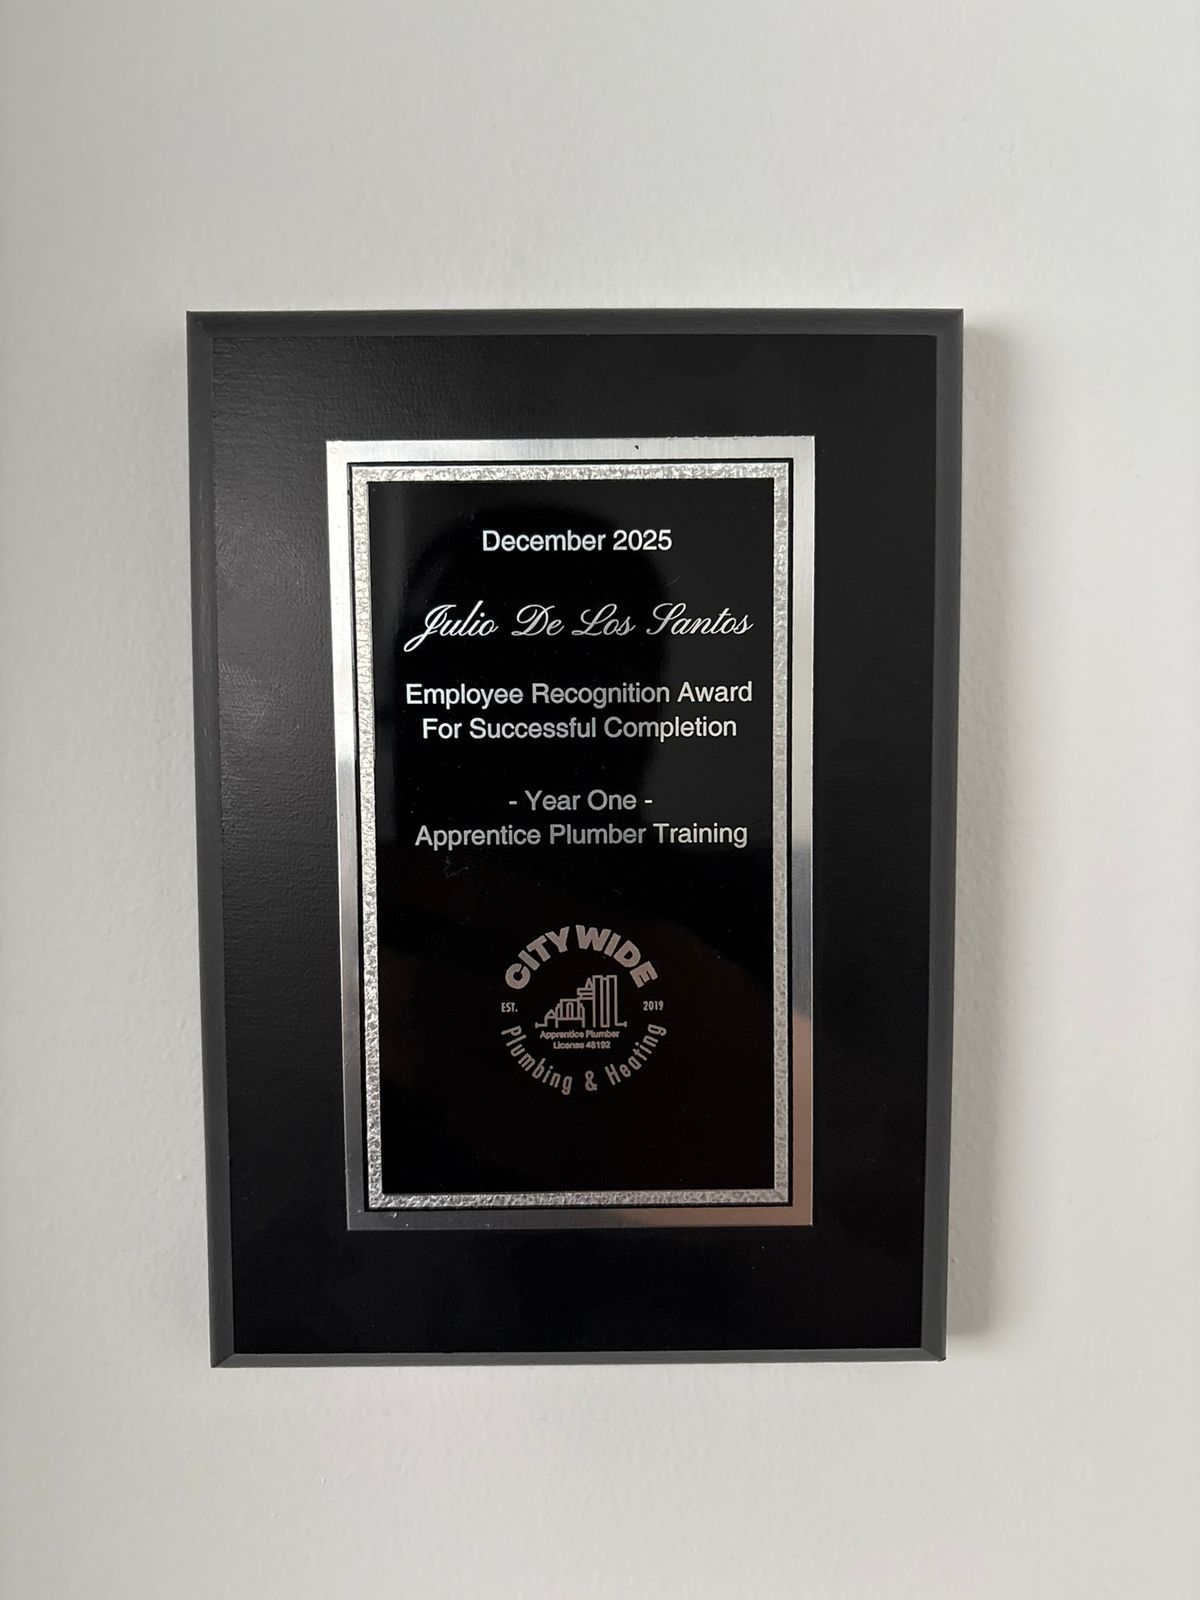 December 2025
Julio De Los Santos
Employee Recognition Award
For Successful Completion
- Year One -
Apprentice Plumber Training
CITYWIDE
EST. 2019
Apprentice Plumber
License 48192
Plumbing & Heating